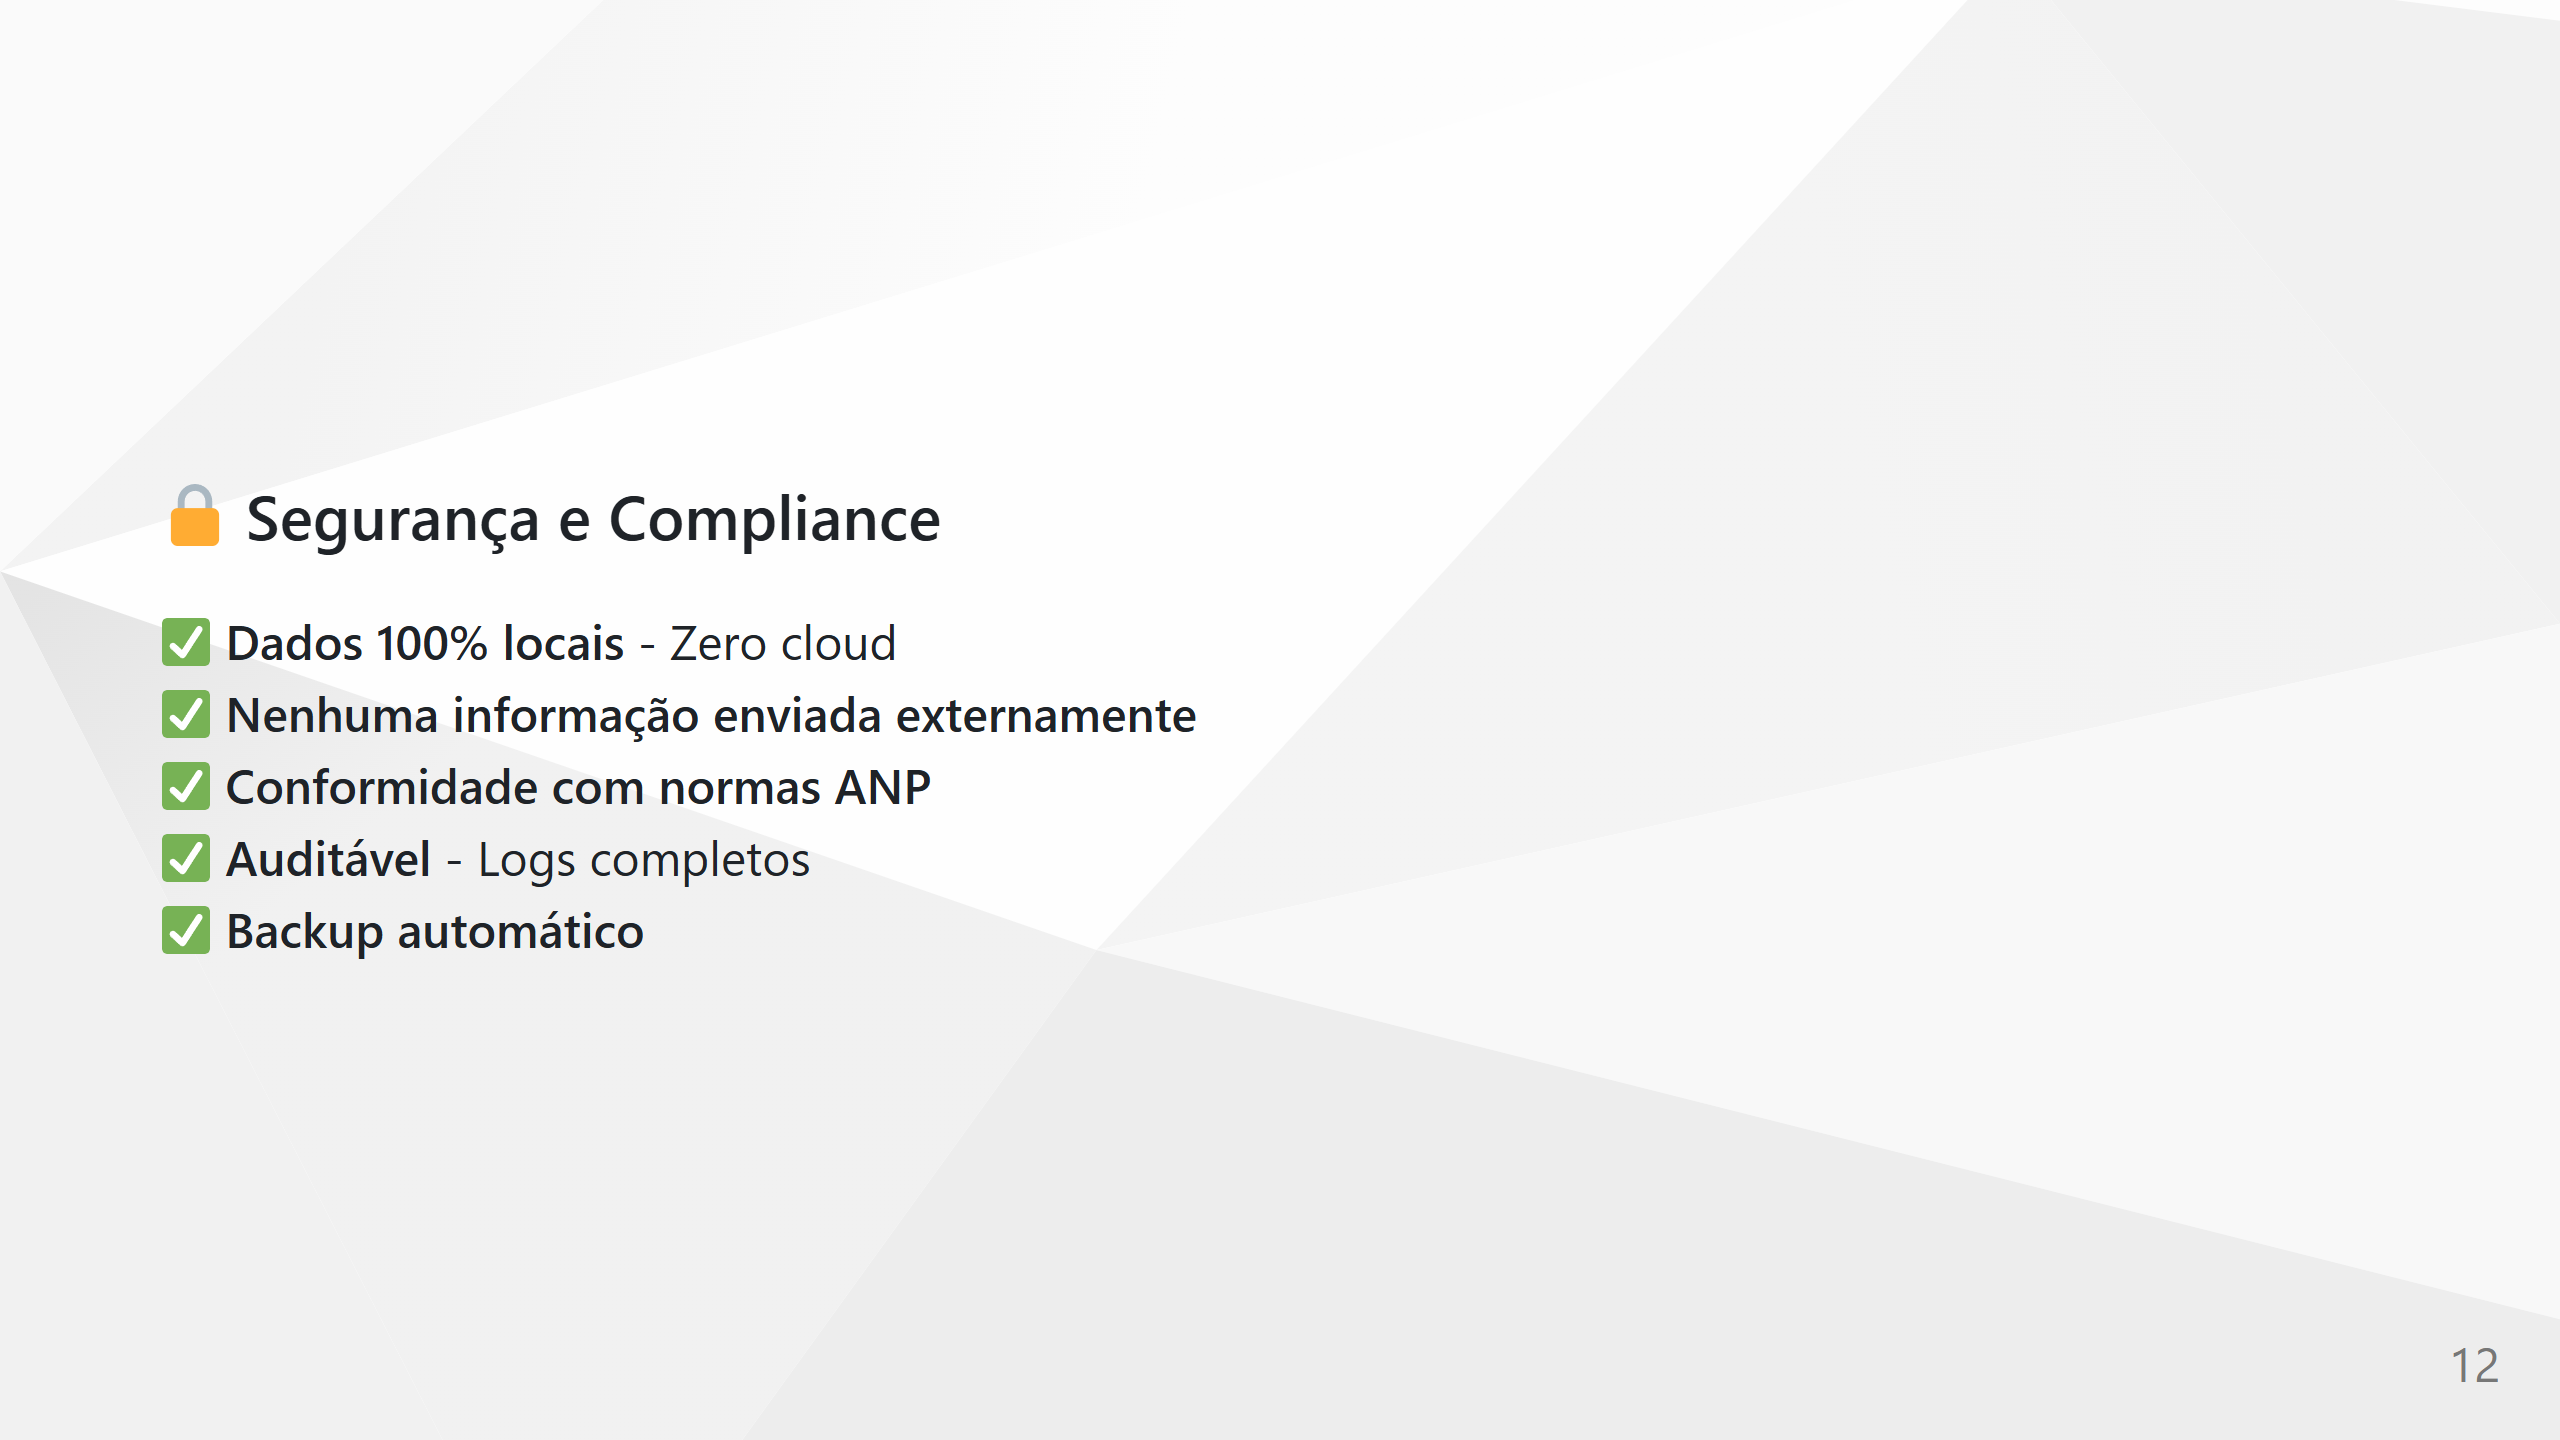 🔒 Segurança e Compliance
✅ Dados 100% locais - Zero cloud
✅ Nenhuma informação enviada externamente
✅ Conformidade com normas ANP
✅ Auditável - Logs completos
✅ Backup automático
12